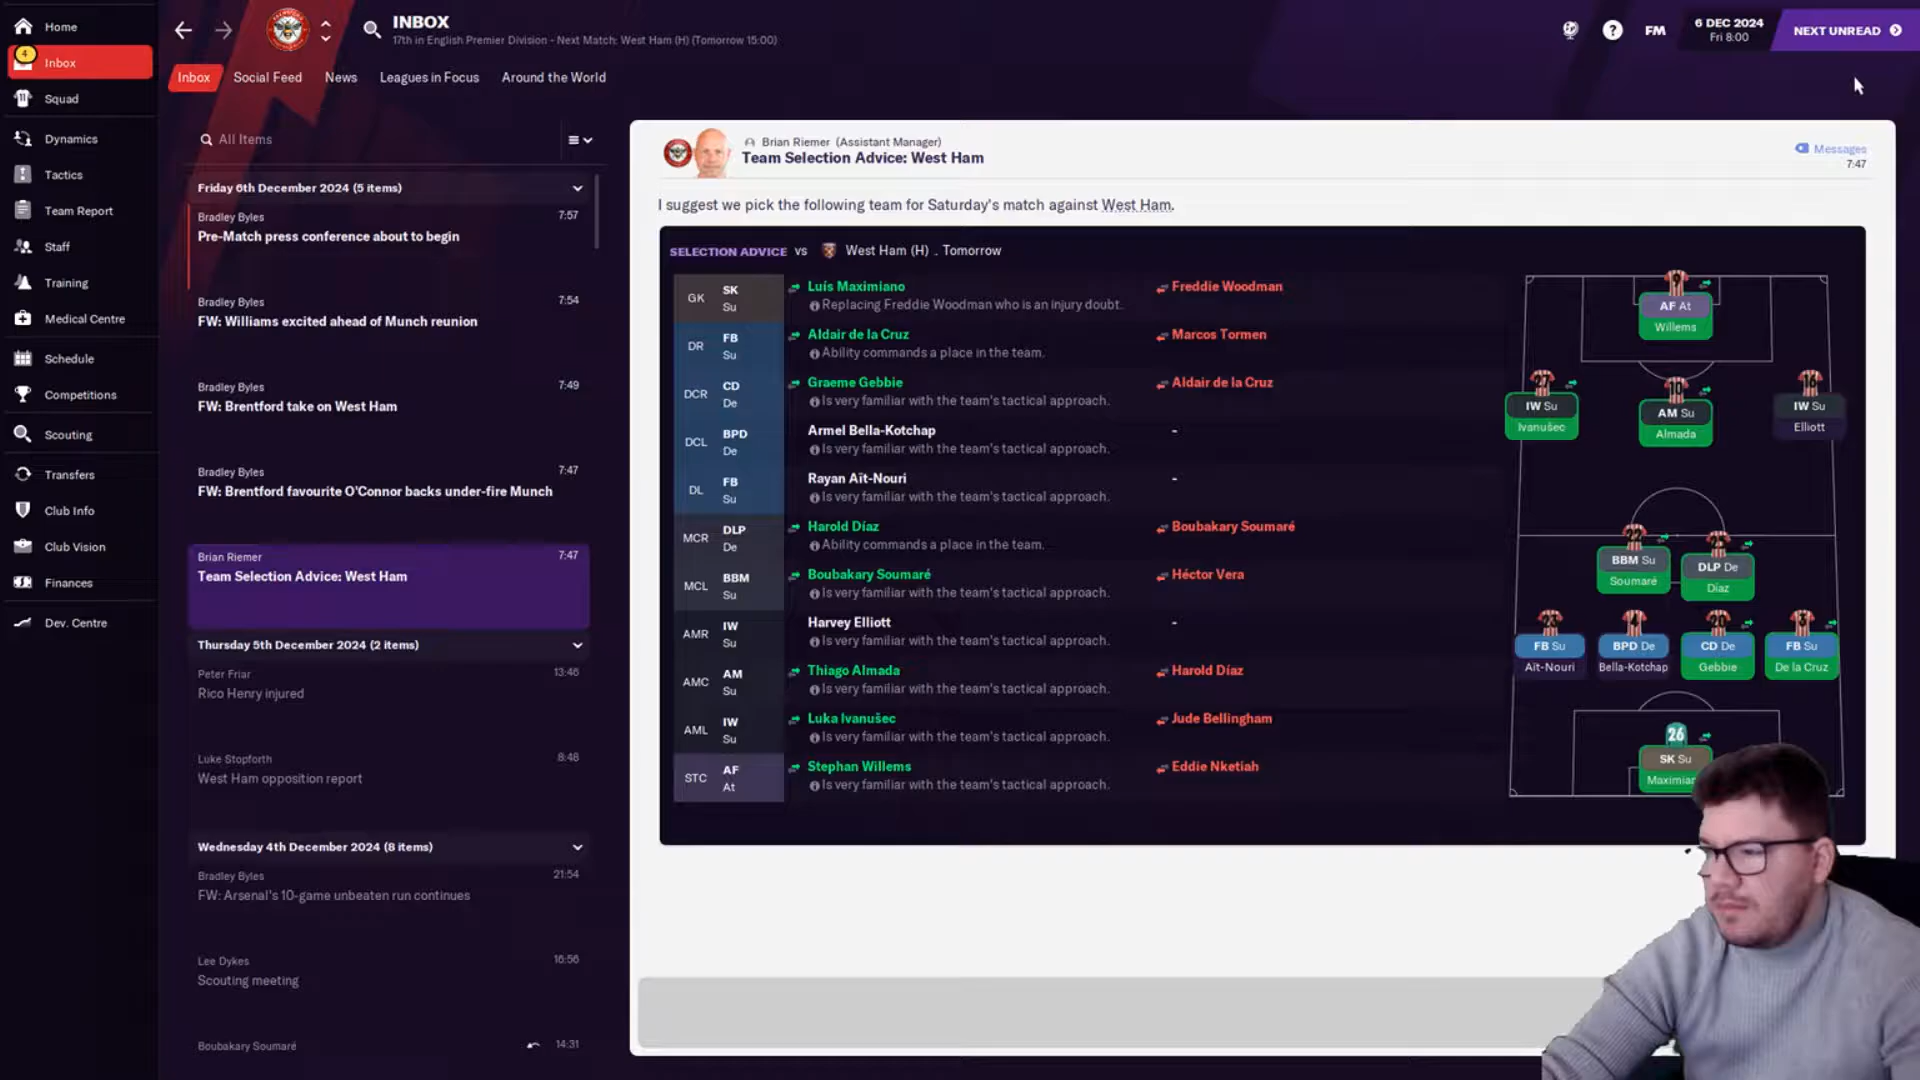 Home
4
Inbox
Squad
Dynamics
Tactics
Team Report
Staff
Training
Medical Centre
Schedule
Competitions
Scouting
Transfers
Club Info
Club Vision
Finances
Dev. Centre
INBOX
17th in English Premier Division - Next Match: West Ham (H) (Tomorrow 15:00)
FM
6 DEC 2024
Fri 8:00
NEXT UNREAD
Inbox
Social Feed
News
Leagues in Focus
Around the World
All Items
Friday 6th December 2024 (5 items)
Bradley Byles 7:57
Pre-Match press conference about to begin
Bradley Byles 7:54
FW: Williams excited ahead of Munch reunion
Bradley Byles 7:49
FW: Brentford take on West Ham
Bradley Byles 7:47
FW: Brentford favourite O'Connor backs under-fire Munch
Brian Riemer 7:47
Team Selection Advice: West Ham
Thursday 5th December 2024 (2 items)
Peter Friar 13:46
Rico Henry injured
Luke Stopforth 8:48
West Ham opposition report
Wednesday 4th December 2024 (8 items)
Bradley Byles 21:54
FW: Arsenal's 10-game unbeaten run continues
Lee Dykes 16:56
Scouting meeting
Boubakary Soumaré 14:31
Brian Riemer (Assistant Manager)
Team Selection Advice: West Ham
Messages
7:47
I suggest we pick the following team for Saturday's match against West Ham.
SELECTION ADVICE vs West Ham (H) . Tomorrow
GK SK Su Luís Maximiano Freddie Woodman
Replacing Freddie Woodman who is an injury doubt.
DR FB Su Aldair de la Cruz Marcos Tormen
Ability commands a place in the team.
DCR CD De Graeme Gebbie Aldair de la Cruz
Is very familiar with the team's tactical approach.
DCL BPD De Armel Bella-Kotchap -
Is very familiar with the team's tactical approach.
DL FB Su Rayan Aït-Nouri -
Is very familiar with the team's tactical approach.
MCR DLP De Harold Díaz Boubakary Soumaré
Ability commands a place in the team.
MCL BBM Su Boubakary Soumaré Héctor Vera
Is very familiar with the team's tactical approach.
AMR IW Su Harvey Elliott -
Is very familiar with the team's tactical approach.
AMC AM Su Thiago Almada Harold Díaz
Is very familiar with the team's tactical approach.
AML IW Su Luka Ivanušec Jude Bellingham
Is very familiar with the team's tactical approach.
STC AF At Stephan Willems Eddie Nketiah
Is very familiar with the team's tactical approach.
AF At
Willems
27 10 18
IW Su AM Su IW Su
Ivanušec Almada Elliott
BBM Su DLP De
Soumaré Díaz
FB Su BPD De CD De FB Su
Aït-Nouri Bella-Kotchap Gebbie De la Cruz
26
SK Su